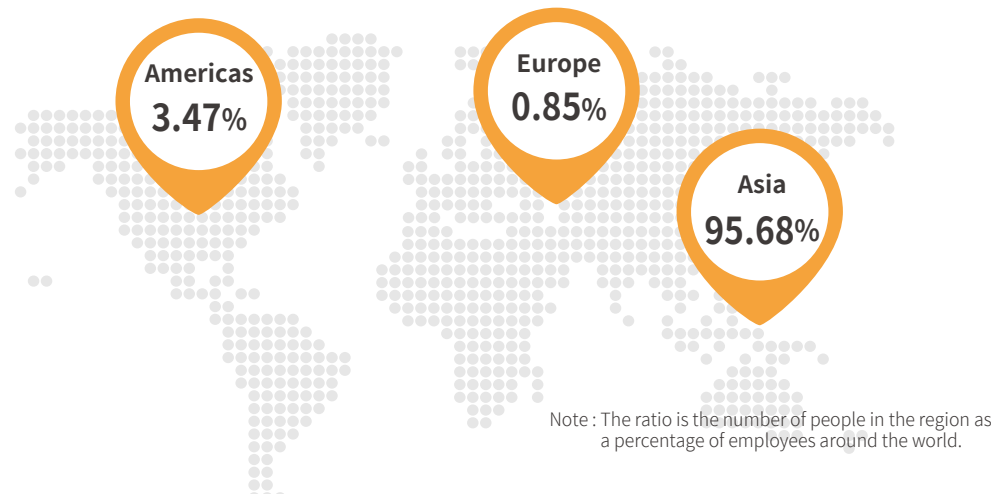 Americas
3.47%
Europe
0.85%
Asia
95.68%
Note : The ratio is the number of people in the region as
a percentage of employees around the world.